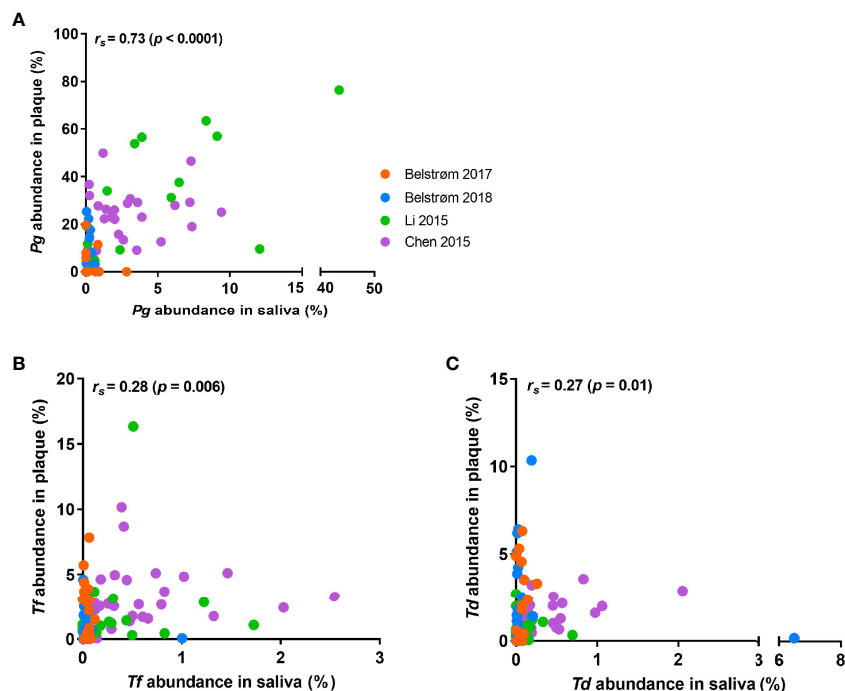 A
rs = 0.73 (p < 0.0001)
Pg abundance in plaque (%)
100
80
60
40
20
0
0 5 10 15 40 50
Pg abundance in saliva (%)
Belstrøm 2017
Belstrøm 2018
Li 2015
Chen 2015
B
rs = 0.28 (p = 0.006)
Tf abundance in plaque (%)
20
15
10
5
0
0 1 2 3
Tf abundance in saliva (%)
C
rs = 0.27 (p = 0.01)
Td abundance in plaque (%)
15
10
5
0
0 1 2 3 6 8
Td abundance in saliva (%)